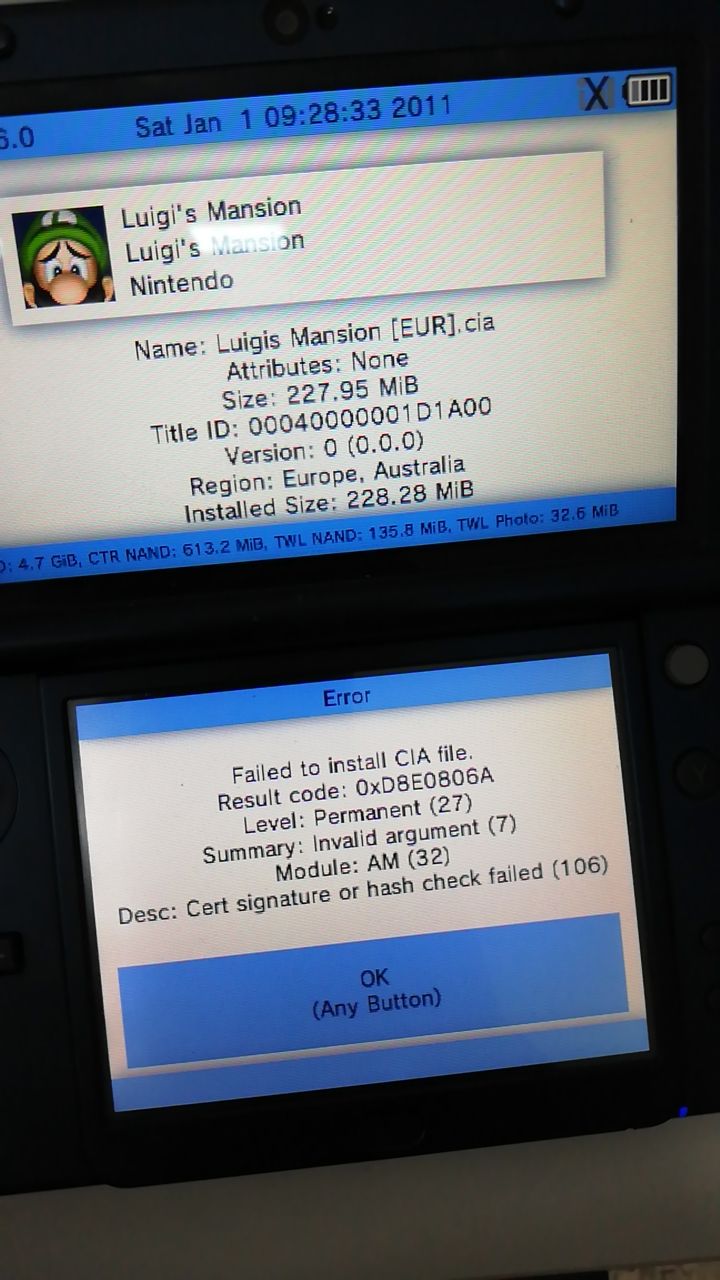 6.0 Sat Jan 1 09:28:33 2011 X
Luigi's Mansion
Luigi's Mansion
Nintendo
Name: Luigis Mansion [EUR].cia
Attributes: None
Size: 227.95 MiB
Title ID: 00040000001D1A00
Version: 0 (0.0.0)
Region: Europe, Australia
Installed Size: 228.28 MiB
D: 4.7 GiB, CTR NAND: 613.2 MiB, TWL NAND: 135.8 MiB, TWL Photo: 32.6 MiB
Error
Failed to install CIA file.
Result code: 0xD8E0806A
Level: Permanent (27)
Summary: Invalid argument (7)
Module: AM (32)
Desc: Cert signature or hash check failed (106)
OK
(Any Button)